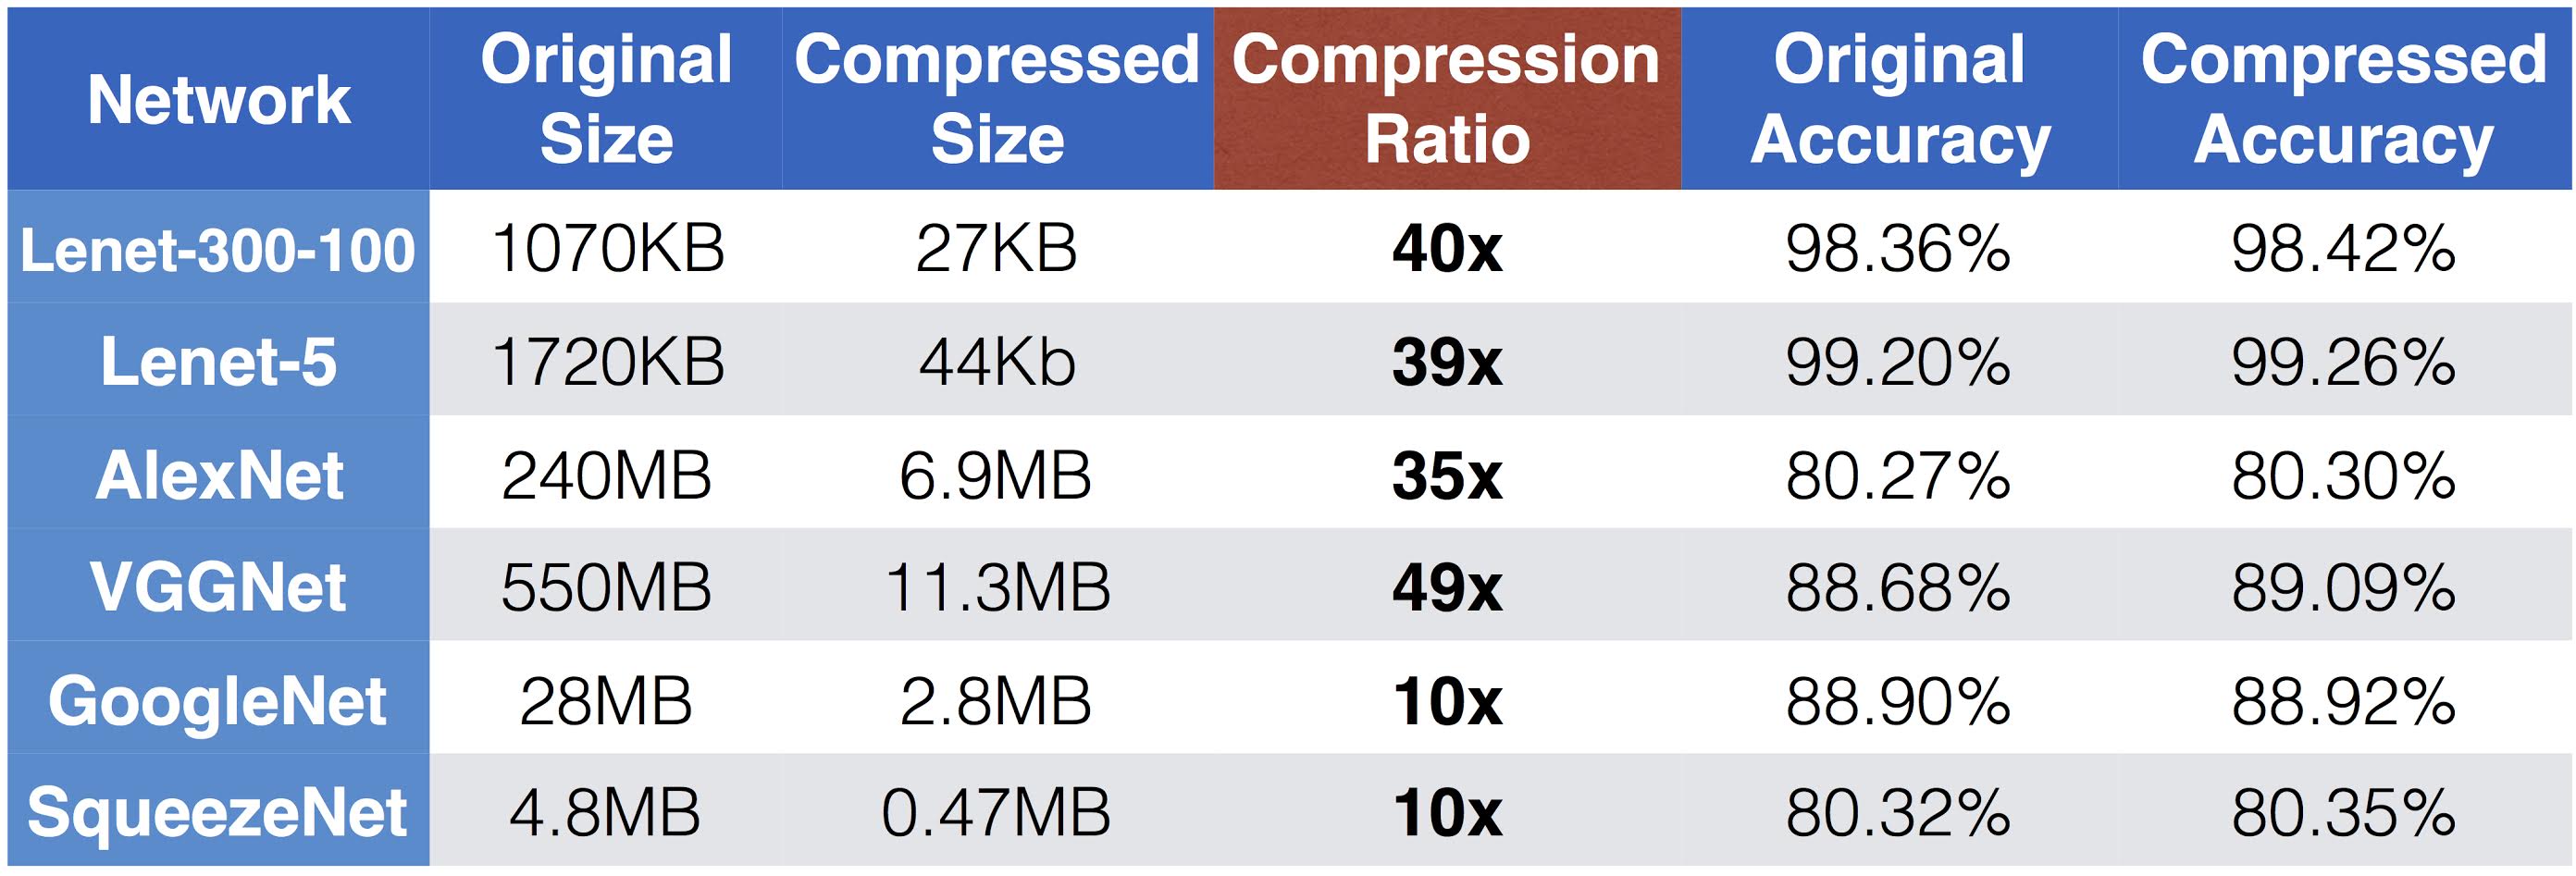 Network Original Size Compressed Size Compression Ratio Original Accuracy Compressed Accuracy
Lenet-300-100 1070KB 27KB 40x 98.36% 98.42%
Lenet-5 1720KB 44Kb 39x 99.20% 99.26%
AlexNet 240MB 6.9MB 35x 80.27% 80.30%
VGGNet 550MB 11.3MB 49x 88.68% 89.09%
GoogleNet 28MB 2.8MB 10x 88.90% 88.92%
SqueezeNet 4.8MB 0.47MB 10x 80.32% 80.35%